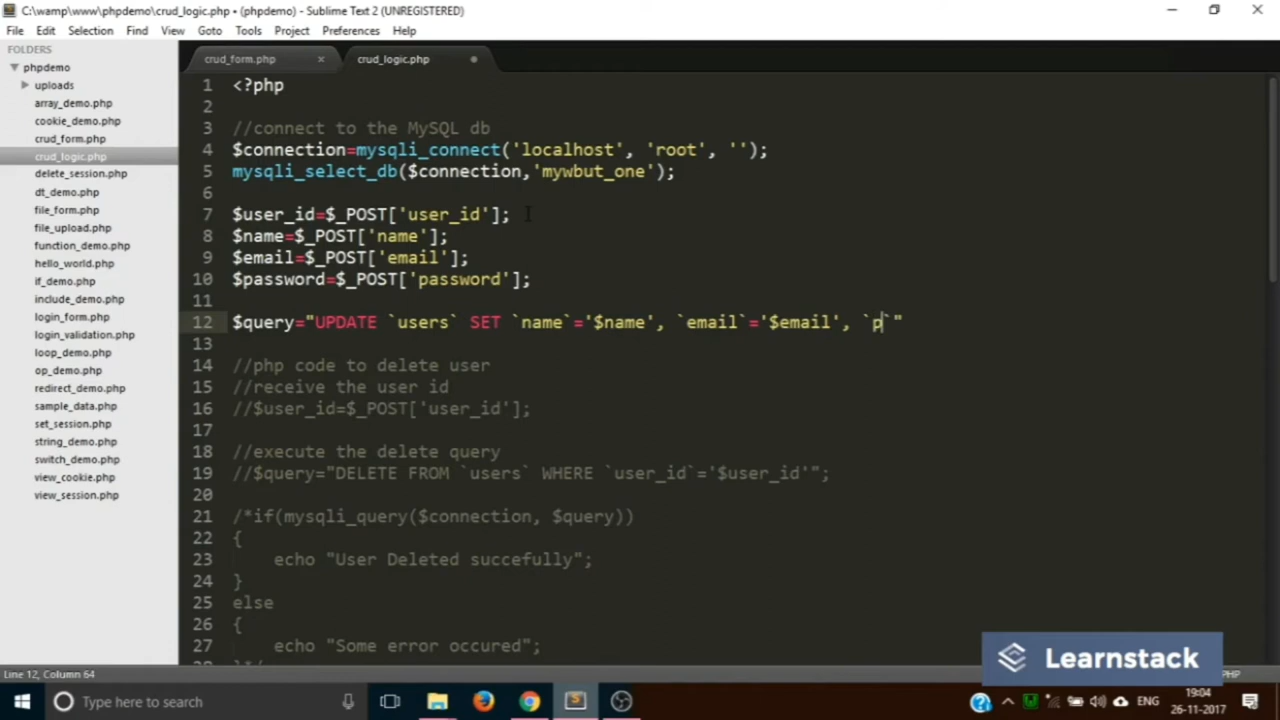 C:\wamp\www\phpdemo\crud_logic.php • (phpdemo) - Sublime Text 2 (UNREGISTERED)
File Edit Selection Find View Goto Tools Project Preferences Help
FOLDERS
phpdemo
uploads
array_demo.php
cookie_demo.php
crud_form.php
crud_logic.php
delete_session.php
dt_demo.php
file_form.php
file_upload.php
function_demo.php
hello_world.php
if_demo.php
include_demo.php
login_form.php
login_validation.php
loop_demo.php
op_demo.php
redirect_demo.php
sample_data.php
set_session.php
string_demo.php
switch_demo.php
view_cookie.php
view_session.php
crud_form.php × crud_logic.php
1 <?php
2
3 //connect to the MySQL db
4 $connection=mysqli_connect('localhost', 'root', '');
5 mysqli_select_db($connection,'mywbut_one');
6
7 $user_id=$_POST['user_id'];
8 $name=$_POST['name'];
9 $email=$_POST['email'];
10 $password=$_POST['password'];
11
12 $query="UPDATE `users` SET `name`='$name', `email`='$email', `p`"
13
14 //php code to delete user
15 //receive the user id
16 //$user_id=$_POST['user_id'];
17
18 //execute the delete query
19 //$query="DELETE FROM `users` WHERE `user_id`='$user_id'";
20
21 /*if(mysqli_query($connection, $query))
22 {
23 echo "User Deleted succefully";
24 }
25 else
26 {
27 echo "Some error occured";
28 }*/
Learnstack
Line 12, Column 64
PHP
Type here to search
ENG
19:04
26-11-2017